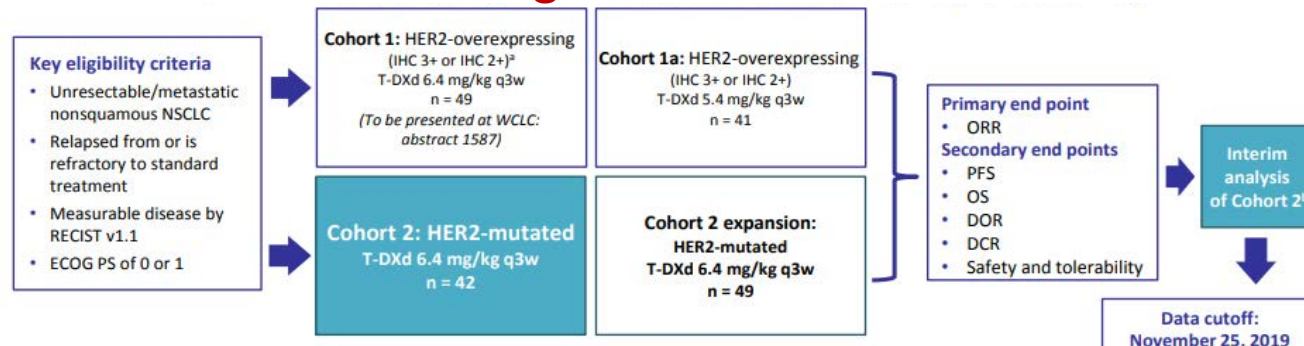 Key eligibility criteria
• Unresectable/metastatic
nonsquamous NSCLC
• Relapsed from or is
refractory to standard
treatment
• Measurable disease by
RECIST v1.1
• ECOG PS of 0 or 1
Cohort 1: HER2-overexpressing
(IHC 3+ or IHC 2+)ᵃ
T-DXd 6.4 mg/kg q3w
n = 49
(To be presented at WCLC:
abstract 1587)
Cohort 1a: HER2-overexpressing
(IHC 3+ or IHC 2+)
T-DXd 5.4 mg/kg q3w
n = 41
Cohort 2: HER2-mutated
T-DXd 6.4 mg/kg q3w
n = 42
Cohort 2 expansion:
HER2-mutated
T-DXd 6.4 mg/kg q3w
n = 49
Primary end point
• ORR
Secondary end points
• PFS
• OS
• DOR
• DCR
• Safety and tolerability
Interim
analysis
of Cohort 2ᵇ
Data cutoff:
November 25, 2019